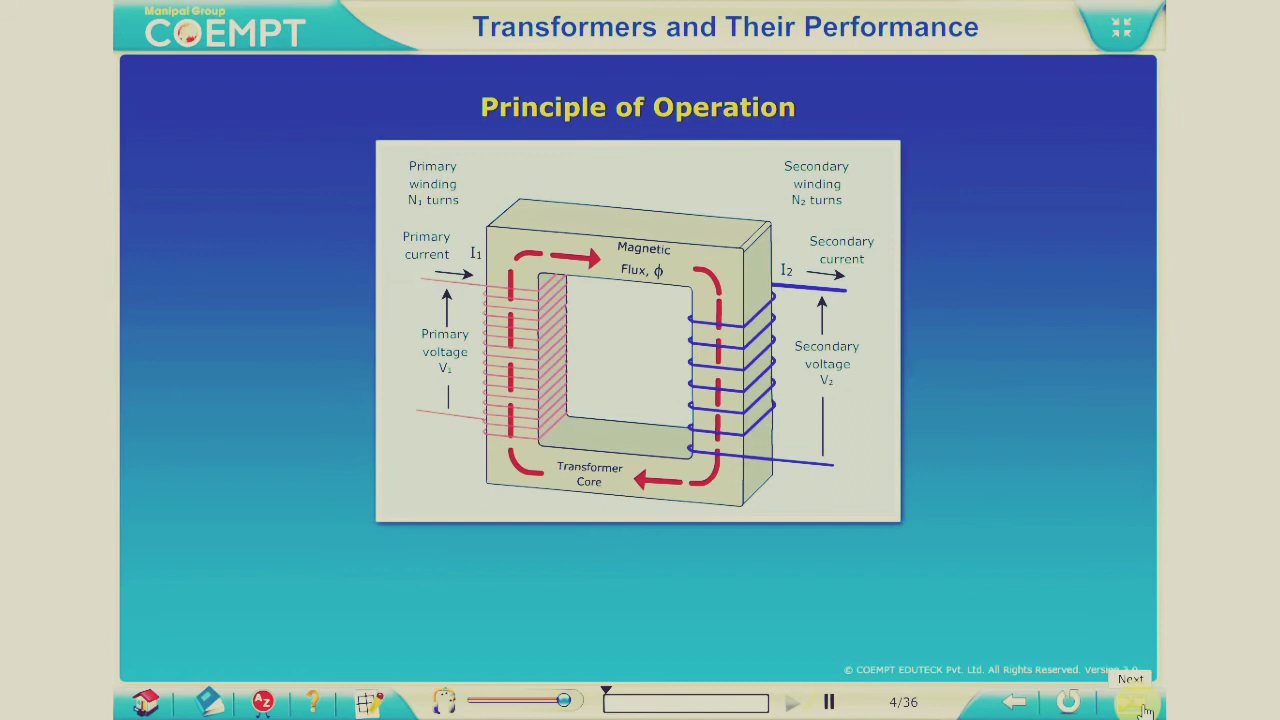 Manipal Group
COEMPT
Transformers and Their Performance
Principle of Operation
Primary
winding
N₁ turns
Secondary
winding
N₂ turns
Primary
current
I₁
Magnetic
Flux, ϕ
I₂
Secondary
current
Primary
voltage
V₁
Secondary
voltage
V₂
Transformer
Core
© COEMPT EDUTECK Pvt. Ltd. All Rights Reserved.
Next
AZ
?
4/36